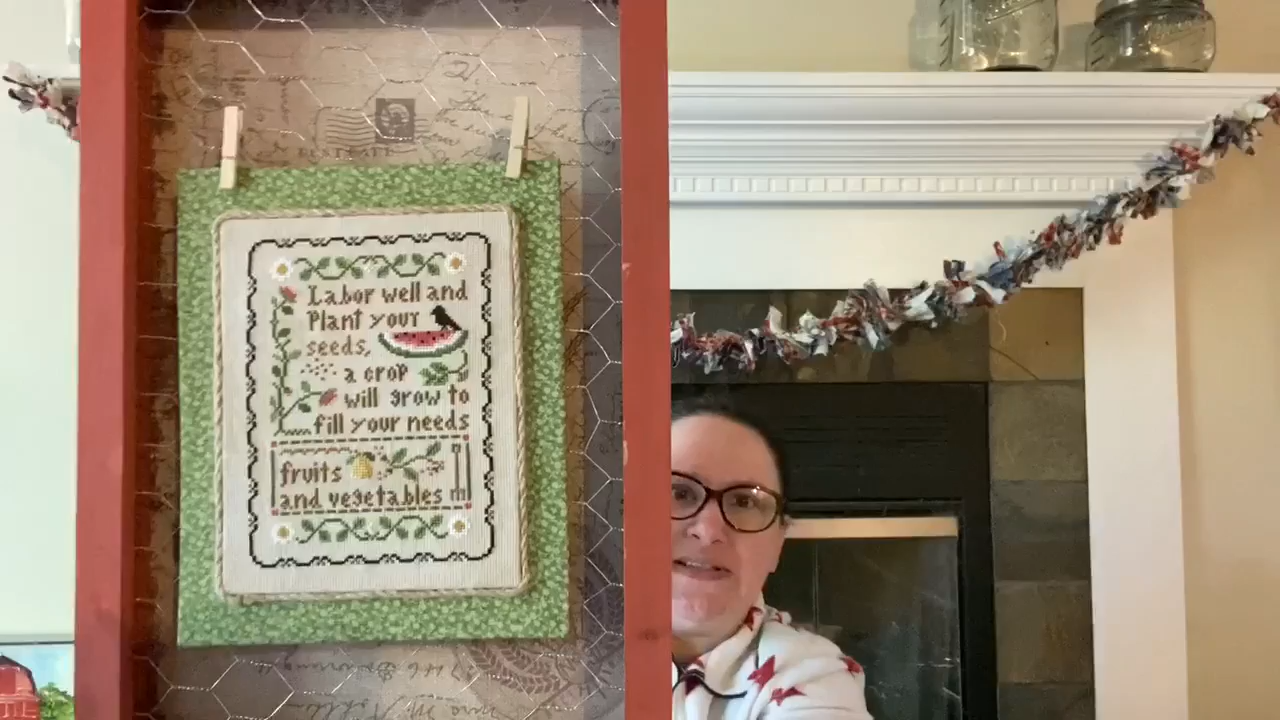 Labor well and
Plant your
seeds,
a crop
will grow to
fill your needs
fruits
and vegetables